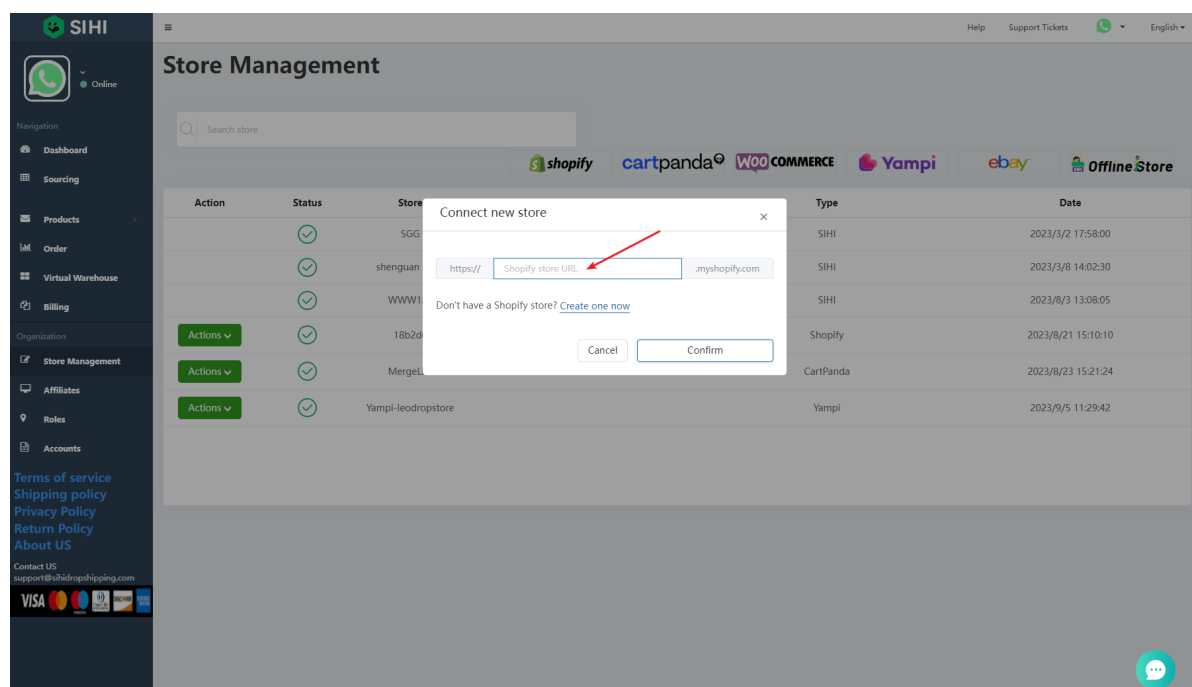 SIHI
Help Support Tickets English
Online
Store Management
Navigation
Search store
Dashboard
Sourcing
Products
Order
Virtual Warehouse
Billing
Organization
Store Management
Affiliates
Roles
Accounts
Terms of service
Shipping policy
Privacy Policy
Return Policy
About US
Contact US
support@sihidropshipping.com
VISA DISCOVER
shopify cartpanda WOO COMMERCE Yampi ebay Offline Store
Action Status Store Type Date
SGG SIHI 2023/3/2 17:58:00
shenguan SIHI 2023/3/8 14:02:30
WWW1 SIHI 2023/8/3 13:08:05
Actions 18b2d Shopify 2023/8/21 15:10:10
Actions MergeL CartPanda 2023/8/23 15:21:24
Actions Yampi-leodropstore Yampi 2023/9/5 11:29:42
Connect new store ×
https:// Shopify store URL .myshopify.com
Don't have a Shopify store? Create one now
Cancel Confirm